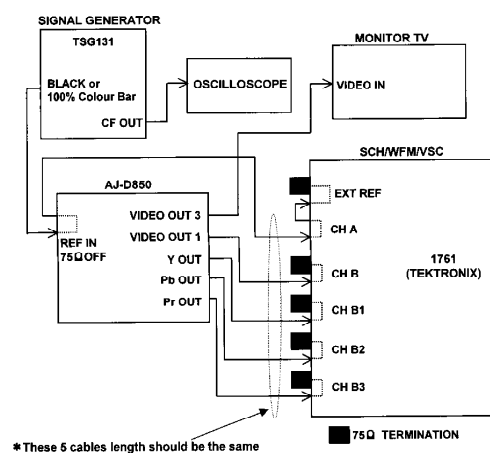 SIGNAL GENERATOR
TSG131
BLACK or
100% Colour Bar
CF OUT
OSCILLOSCOPE
MONITOR TV
VIDEO IN
SCH/WFM/VSC
EXT REF
CH A
CH B
CH B1
CH B2
CH B3
1761
(TEKTRONIX)
AJ-D850
VIDEO OUT 3
VIDEO OUT 1
Y OUT
Pb OUT
Pr OUT
REF IN
75Ω OFF
* These 5 cables length should be the same
75Ω TERMINATION